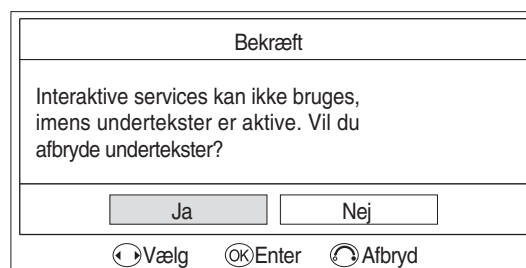 Bekræft
Interaktive services kan ikke bruges,
imens undertekster er aktive. Vil du
afbryde undertekster?
Ja Nej
Vælg OK Enter Afbryd